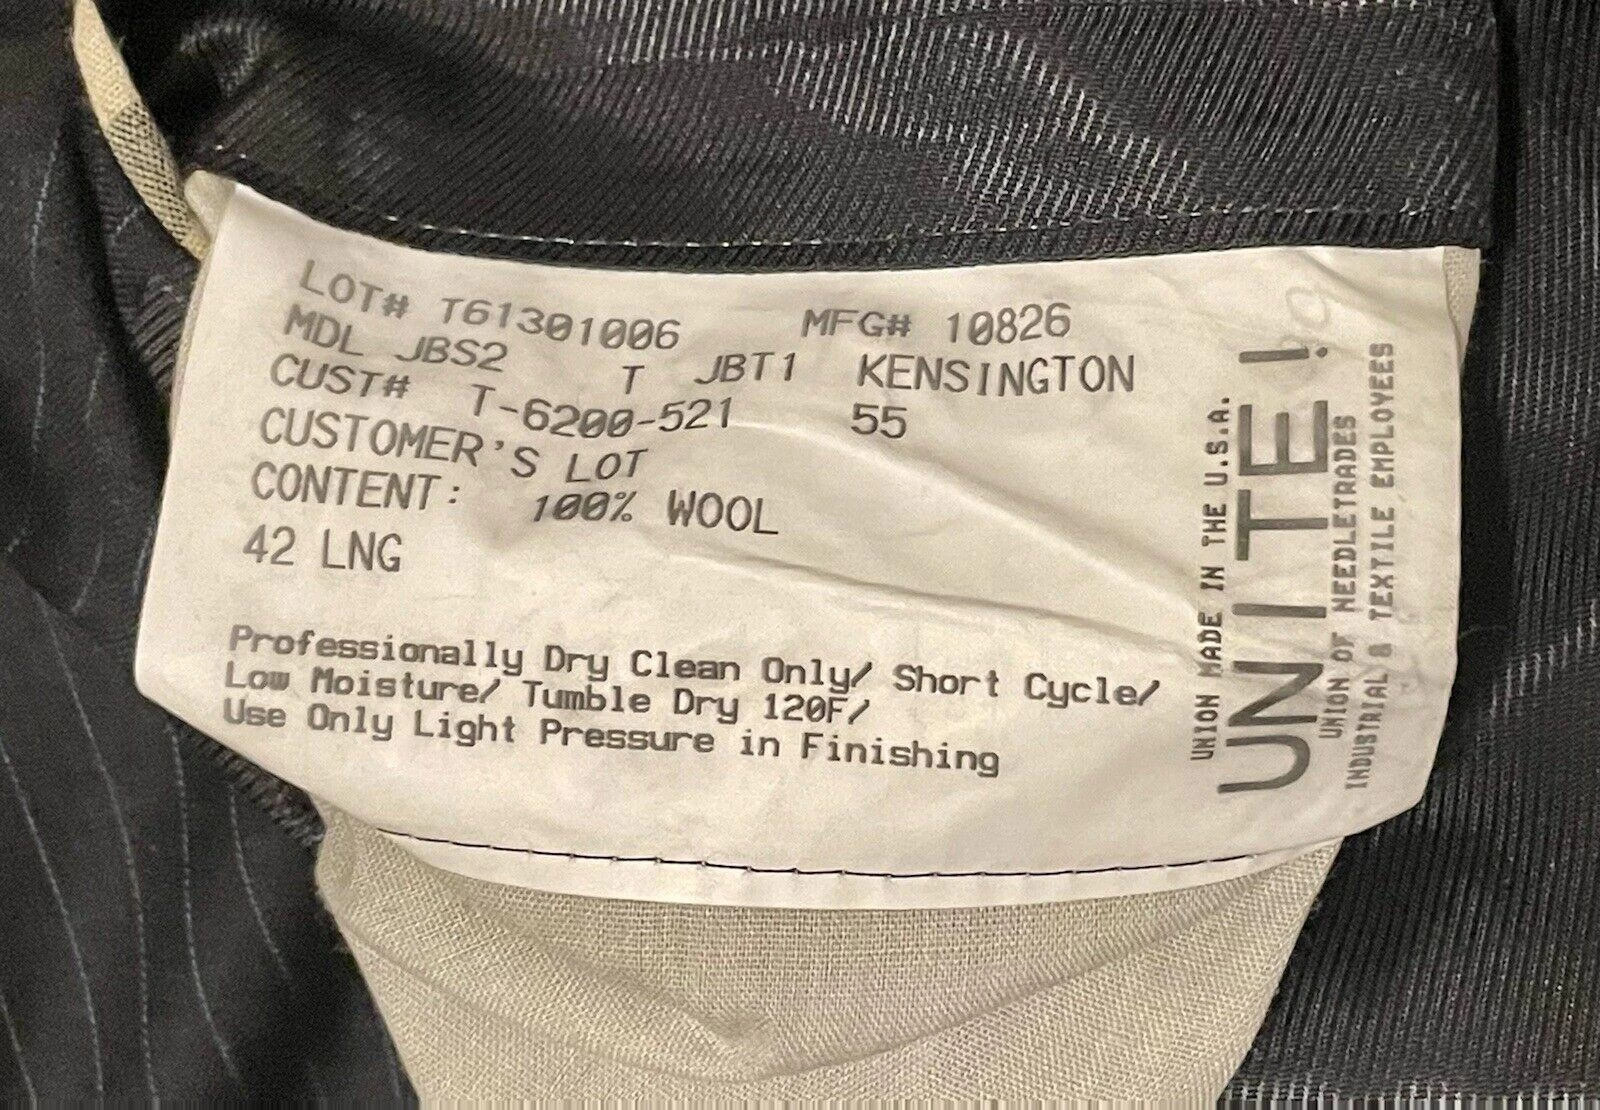 LOT# T61301006 MFG# 10826
MDL JBS2 T JBT1 KENSINGTON
CUST# T-6200-521 55
CUSTOMER'S LOT
CONTENT: 100% WOOL
42 LNG
Professionally Dry Clean Only/ Short Cycle/
Low Moisture/ Tumble Dry 120F/
Use Only Light Pressure in Finishing
UNION MADE IN THE U.S.A.
UNITE!
UNION OF NEEDLETRADES
INDUSTRIAL & TEXTILE EMPLOYEES